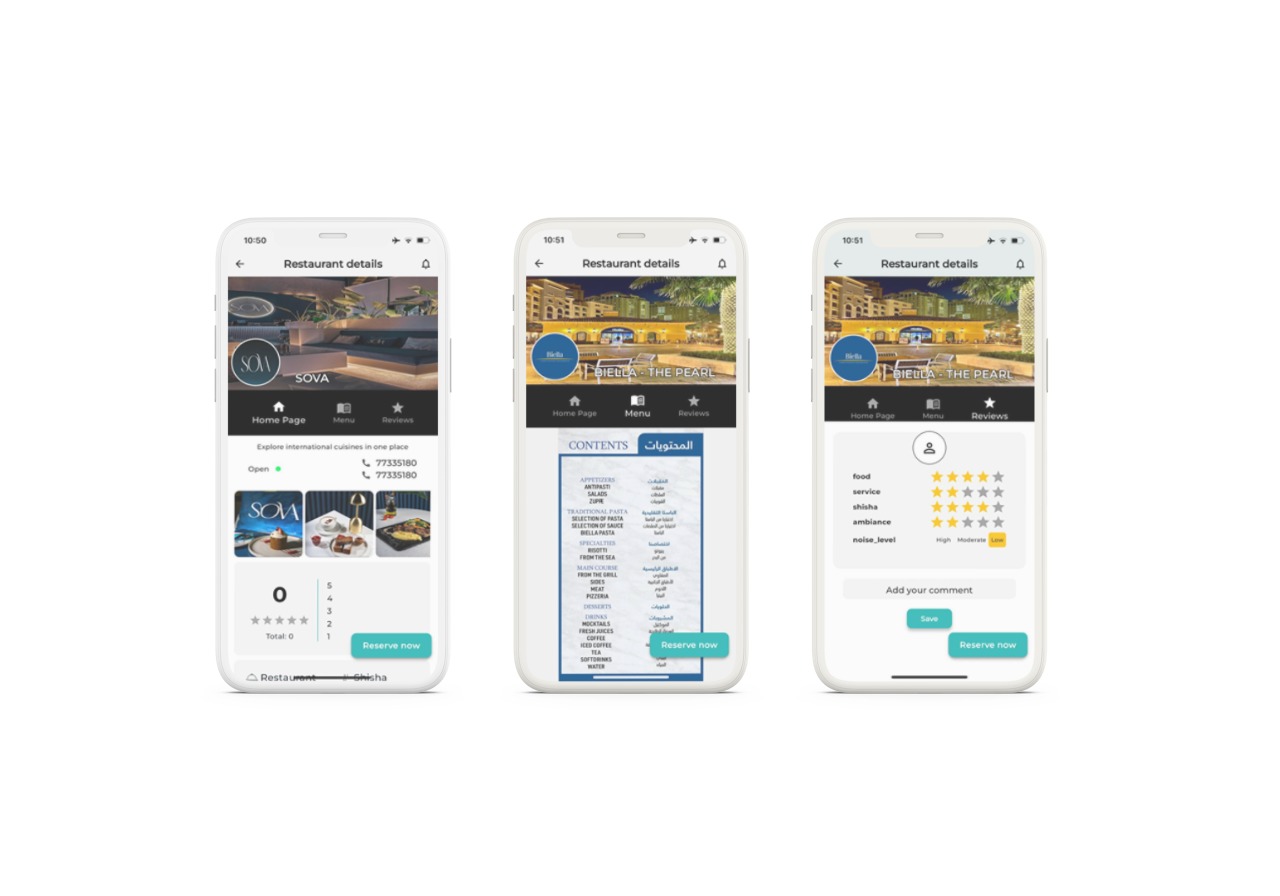 10:50
Restaurant details
SOVA
SOVA
Home Page
Menu
Reviews
Explore international cuisines in one place
Open
77335180
77335180
SOVA
0
Total: 0
5
4
3
2
1
Reserve now
Restaurant
Shisha
10:51
Restaurant details
Biella
BIELLA - THE PEARL
Home Page
Menu
Reviews
CONTENTS المحتويات
APPETIZERS المقبلات
ANTIPASTI
SALADS
ZUPPE
TRADITIONAL PASTA
SELECTION OF PASTA
SELECTION OF SAUCE
BIELLA PASTA
SPECIALTIES
RISOTTI
FROM THE SEA
MAIN COURSE الاطباق الرئيسية
FROM THE GRILL
SIDES
MEAT
PIZZERIA
DESSERTS الحلويات
DRINKS المشروبات
MOCKTAILS
FRESH JUICES
COFFEE
ICED COFFEE
TEA
SOFTDRINKS
WATER
Reserve now
10:51
Restaurant details
Biella
BIELLA - THE PEARL
Home Page
Menu
Reviews
food
service
shisha
ambiance
noise_level High Moderate Low
Add your comment
Save
Reserve now